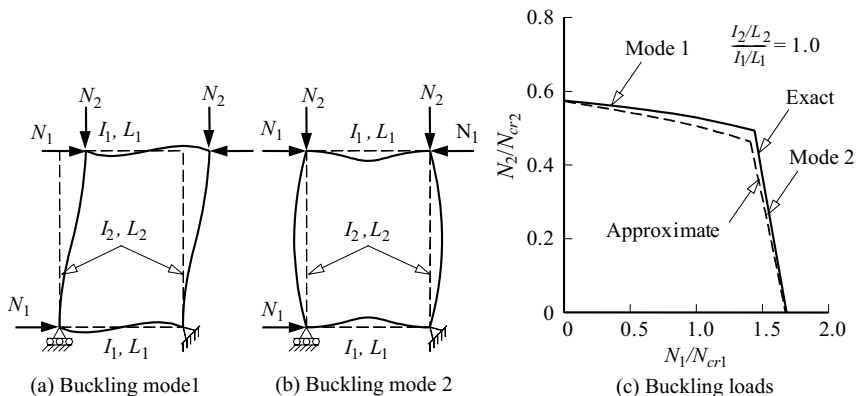 N2
N2
N1
I1, L1
I2, L2
N1
I1, L1
(a) Buckling mode1
N2
N2
N1
I1, L1
N1
I2, L2
I1, L1
(b) Buckling mode 2
0.8
0.6
0.4
0.2
0
N2/Ncr2
Mode 1
I2/L2
I1/L1
= 1.0
Exact
Mode 2
Approximate
0
0.5
1.0
1.5
2.0
N1/Ncr1
(c) Buckling loads